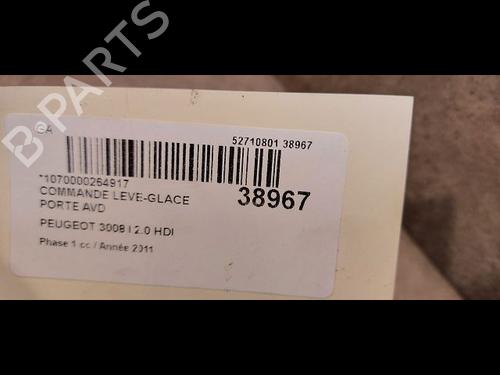 GA
52710801 38967
*1070000264917
38967
COMMANDE LEVE-GLACE
PORTE AVD
PEUGEOT 3008 I 2.0 HDI
Phase 1 cc / Année 2011
B